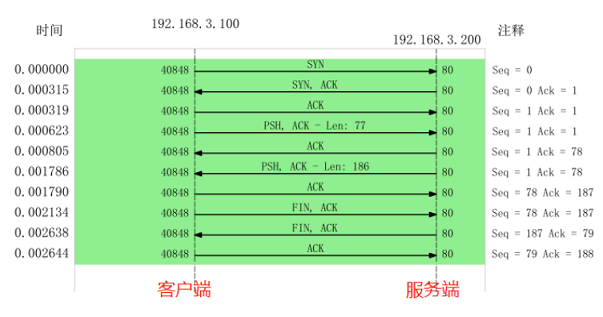 192.168.3.100
时间 192.168.3.200 注释
0.000000 40848 SYN 80 Seq = 0
0.000315 40848 SYN, ACK 80 Seq = 0 Ack = 1
0.000319 40848 ACK 80 Seq = 1 Ack = 1
0.000623 40848 PSH, ACK - Len: 77 80 Seq = 1 Ack = 1
0.000805 40848 ACK 80 Seq = 1 Ack = 78
0.001786 40848 PSH, ACK - Len: 186 80 Seq = 1 Ack = 78
0.001790 40848 ACK 80 Seq = 78 Ack = 187
0.002134 40848 FIN, ACK 80 Seq = 78 Ack = 187
0.002638 40848 FIN, ACK 80 Seq = 187 Ack = 79
0.002644 40848 ACK 80 Seq = 79 Ack = 188
客户端 服务端